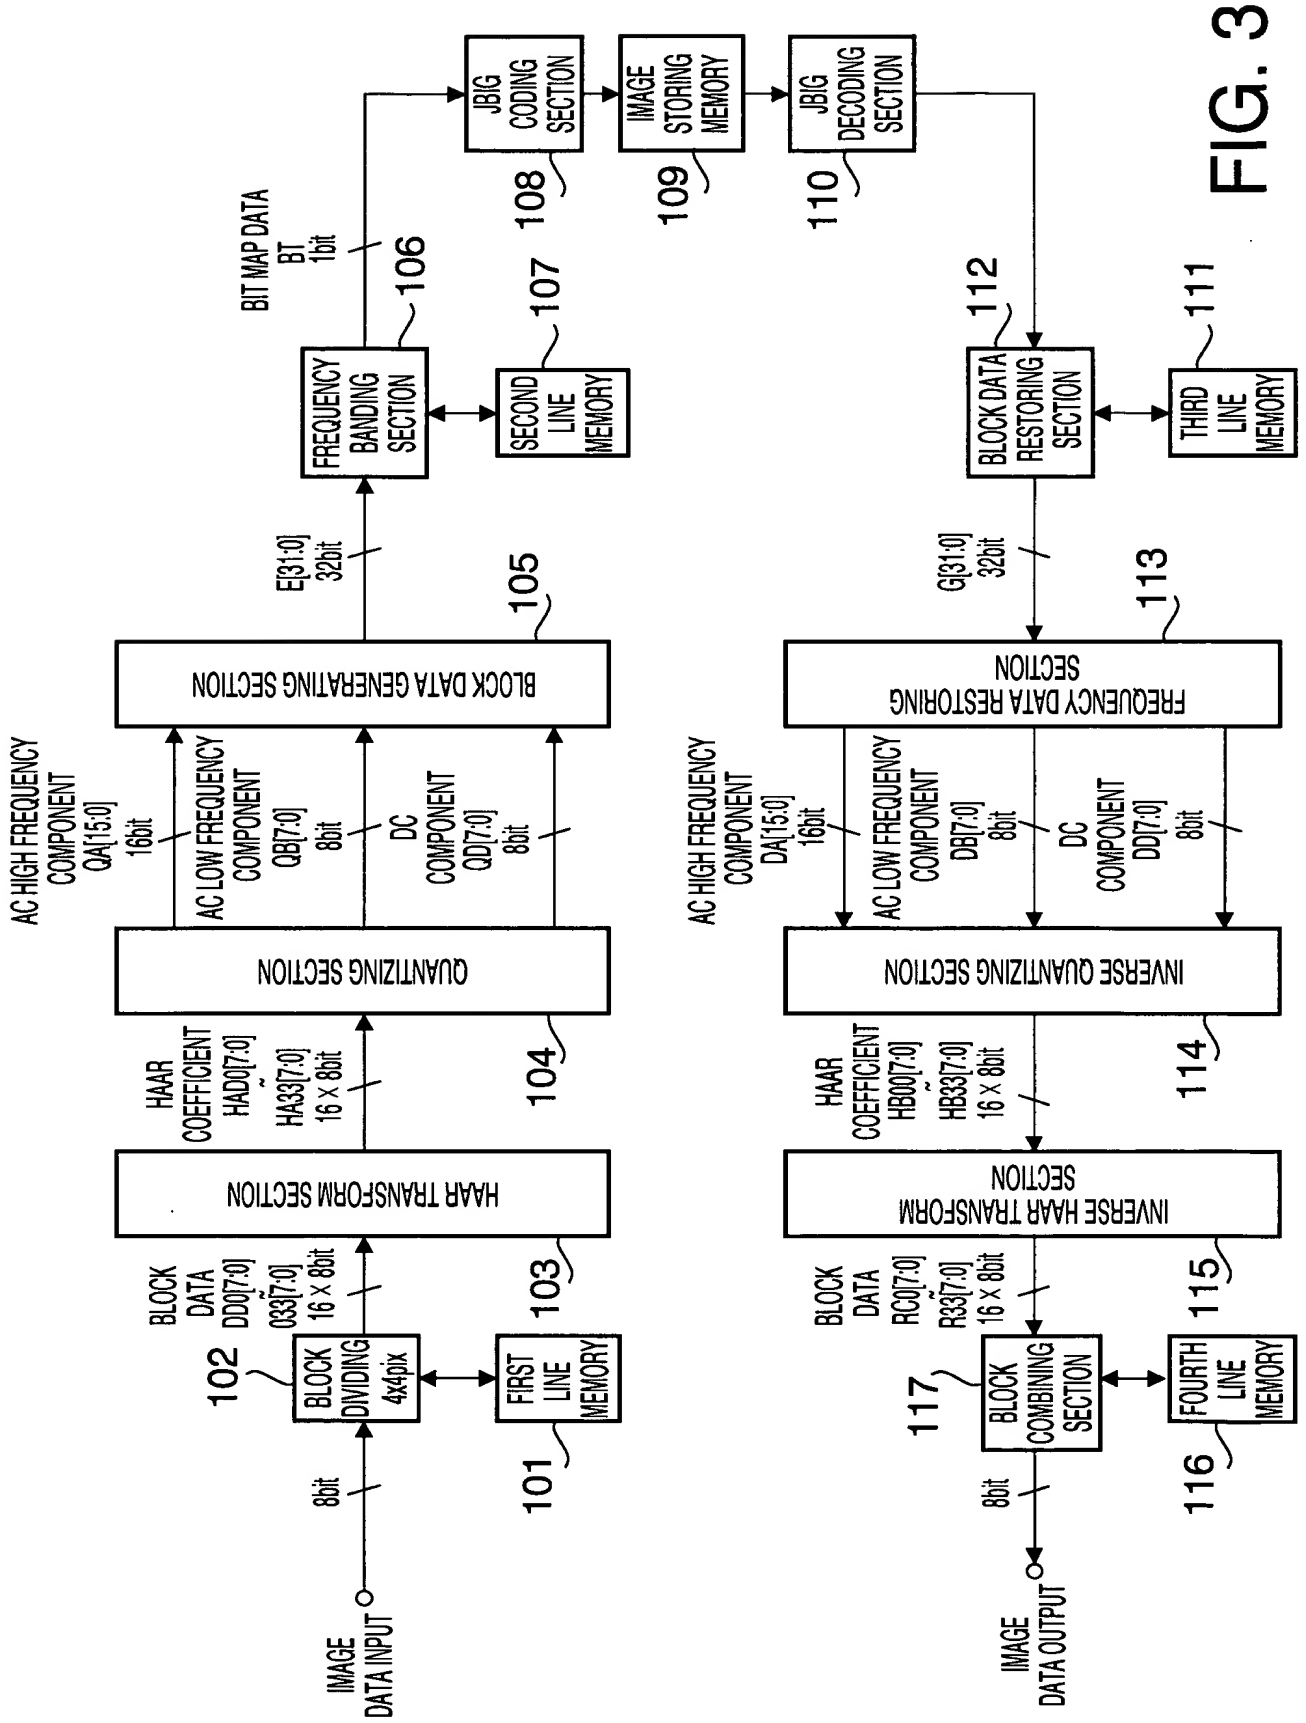 IMAGE
DATA INPUT
8bit
102
BLOCK
DIVIDING
4x4pix
FIRST
LINE
MEMORY
101
BLOCK
DATA
DD0[7:0]
~
033[7:0]
16 × 8bit
HAAR TRANSFORM SECTION
103
HAAR
COEFFICIENT
HAD0[7:0]
~
HA33[7:0]
16 × 8bit
QUANTIZING SECTION
104
AC HIGH FREQUENCY
COMPONENT
QA[15:0]
16bit
AC LOW FREQUENCY
COMPONENT
QB[7:0]
8bit
DC
COMPONENT
QD[7:0]
8bit
BLOCK DATA GENERATING SECTION
105
E[31:0]
32bit
FREQUENCY
BANDING
SECTION
106
SECOND
LINE
MEMORY
107
BIT MAP DATA
BT
1bit
JBIG
CODING
SECTION
108
IMAGE
STORING
MEMORY
109
JBIG
DECODING
SECTION
110
BLOCK DATA
RESTORING
SECTION
112
THIRD
LINE
MEMORY
111
G[31:0]
32bit
FREQUENCY DATA RESTORING
SECTION
113
AC HIGH FREQUENCY
COMPONENT
DA[15:0]
16bit
AC LOW FREQUENCY
COMPONENT
DB[7:0]
8bit
DC
COMPONENT
DD[7:0]
8bit
INVERSE QUANTIZING SECTION
114
HAAR
COEFFICIENT
HB00[7:0]
~
HB33[7:0]
16 × 8bit
INVERSE HAAR TRANSFORM
SECTION
115
BLOCK
DATA
RC0[7:0]
~
R33[7:0]
16 × 8bit
117
BLOCK
COMBINING
SECTION
FOURTH
LINE
MEMORY
116
8bit
IMAGE
DATA OUTPUT
FIG. 3